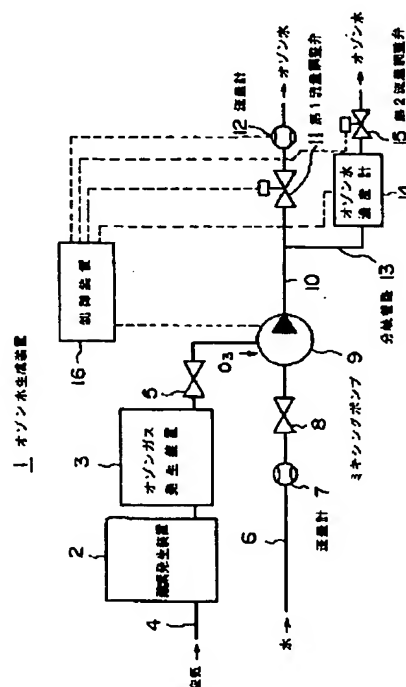 1 オゾン水生成装置
16
制御装置
12 流量計
オゾン水
11 第1流量調整弁
オゾン水
15 第2流量調整弁
オゾン水濃度計
14
13
分岐管路
10
O3
9
ミキシングポンプ
5
3
オゾンガス発生装置
2
酸素発生装置
4
空気
8
7
流量計
6
水